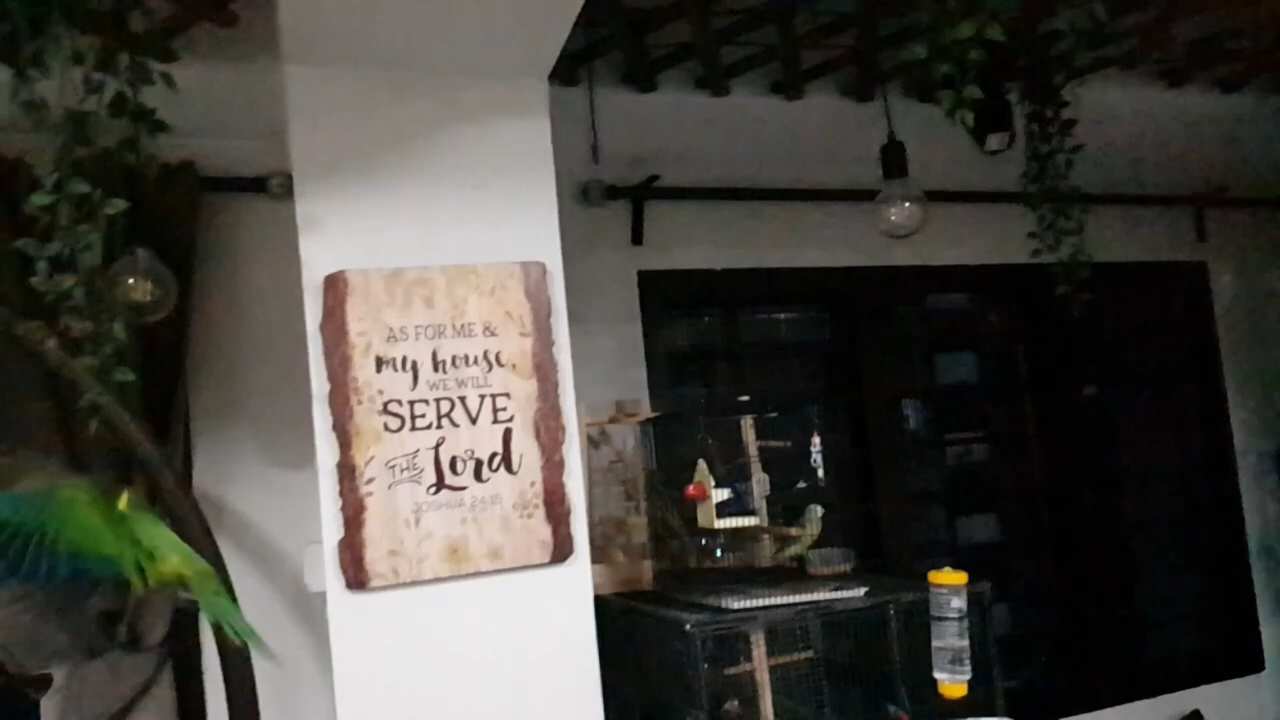 AS FOR ME &
my house,
WE WILL
SERVE
THE Lord
JOSHUA 24:15